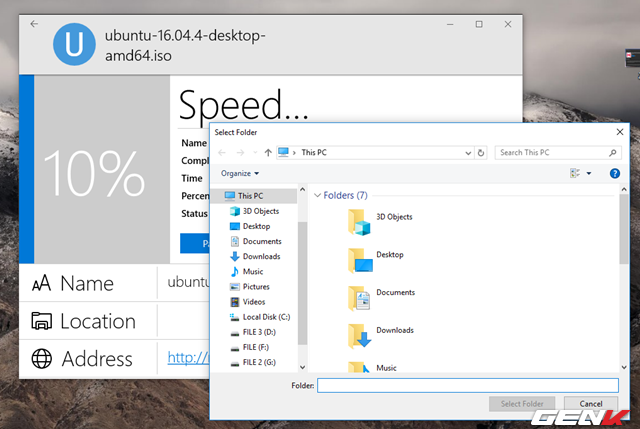 U
ubuntu-16.04.4-desktop-
amd64.iso
10%
Speed...
Name
Compl
Time
Percen
Status
Pa
Name
ubuntu
Location
Address
http://
Select Folder
This PC
Search This PC
Organize
This PC
3D Objects
Desktop
Documents
Downloads
Music
Pictures
Videos
Local Disk (C:)
FILE 3 (D:)
FILE (F:)
FILE 2 (G:)
Folders (7)
3D Objects
Desktop
Documents
Downloads
Music
Folder:
Select Folder
Cancel
GENK